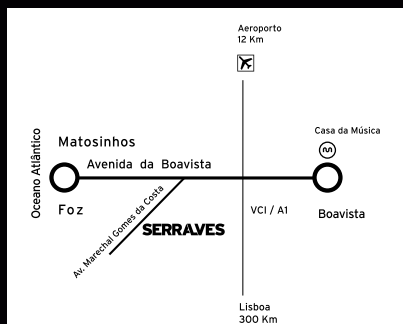 Aeroporto
12 Km
Casa da Música
Matosinhos
Avenida da Boavista
Oceano Atlântico
Foz
Av. Marechal Gomes da Costa
SERRALVES
VCI / A1
Boavista
Lisboa
300 Km